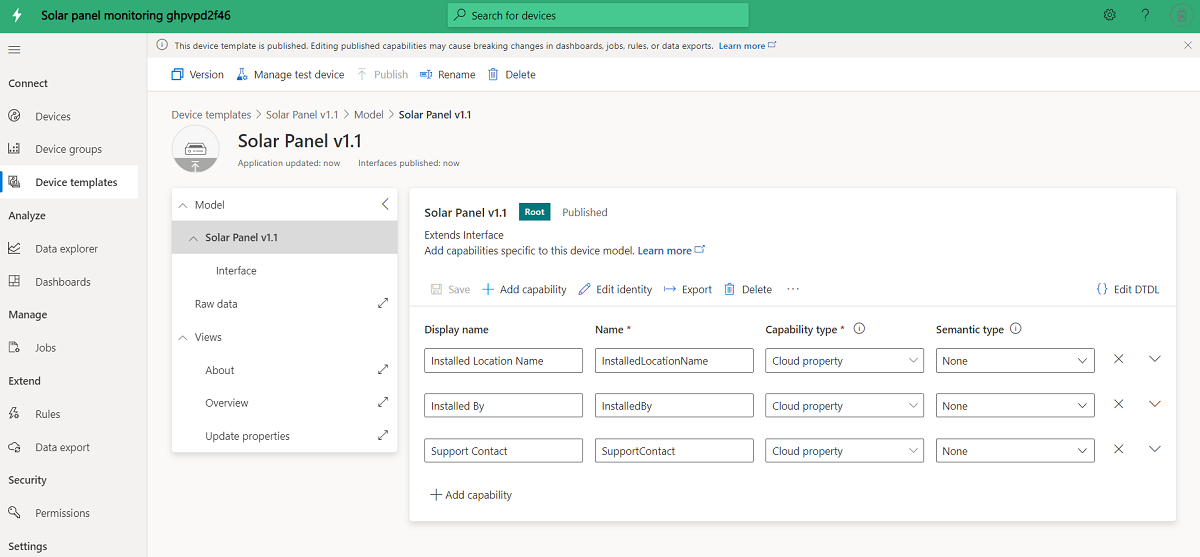 Solar panel monitoring ghpvpd2f46
Search for devices
?
This device template is published. Editing published capabilities may cause breaking changes in dashboards, jobs, rules, or data exports. Learn more
Version Manage test device Publish Rename Delete
Connect
Devices
Device groups
Device templates
Analyze
Data explorer
Dashboards
Manage
Jobs
Extend
Rules
Data export
Security
Permissions
Settings
Device templates > Solar Panel v1.1 > Model > Solar Panel v1.1
Solar Panel v1.1
Application updated: now Interfaces published: now
Model
Solar Panel v1.1
Interface
Raw data
Views
About
Overview
Update properties
Solar Panel v1.1 Root Published
Extends Interface
Add capabilities specific to this device model. Learn more
Save Add capability Edit identity Export Delete ... {} Edit DTDL
Display name Name * Capability type * Semantic type
Installed Location Name InstalledLocationName Cloud property None
Installed By InstalledBy Cloud property None
Support Contact SupportContact Cloud property None
Add capability